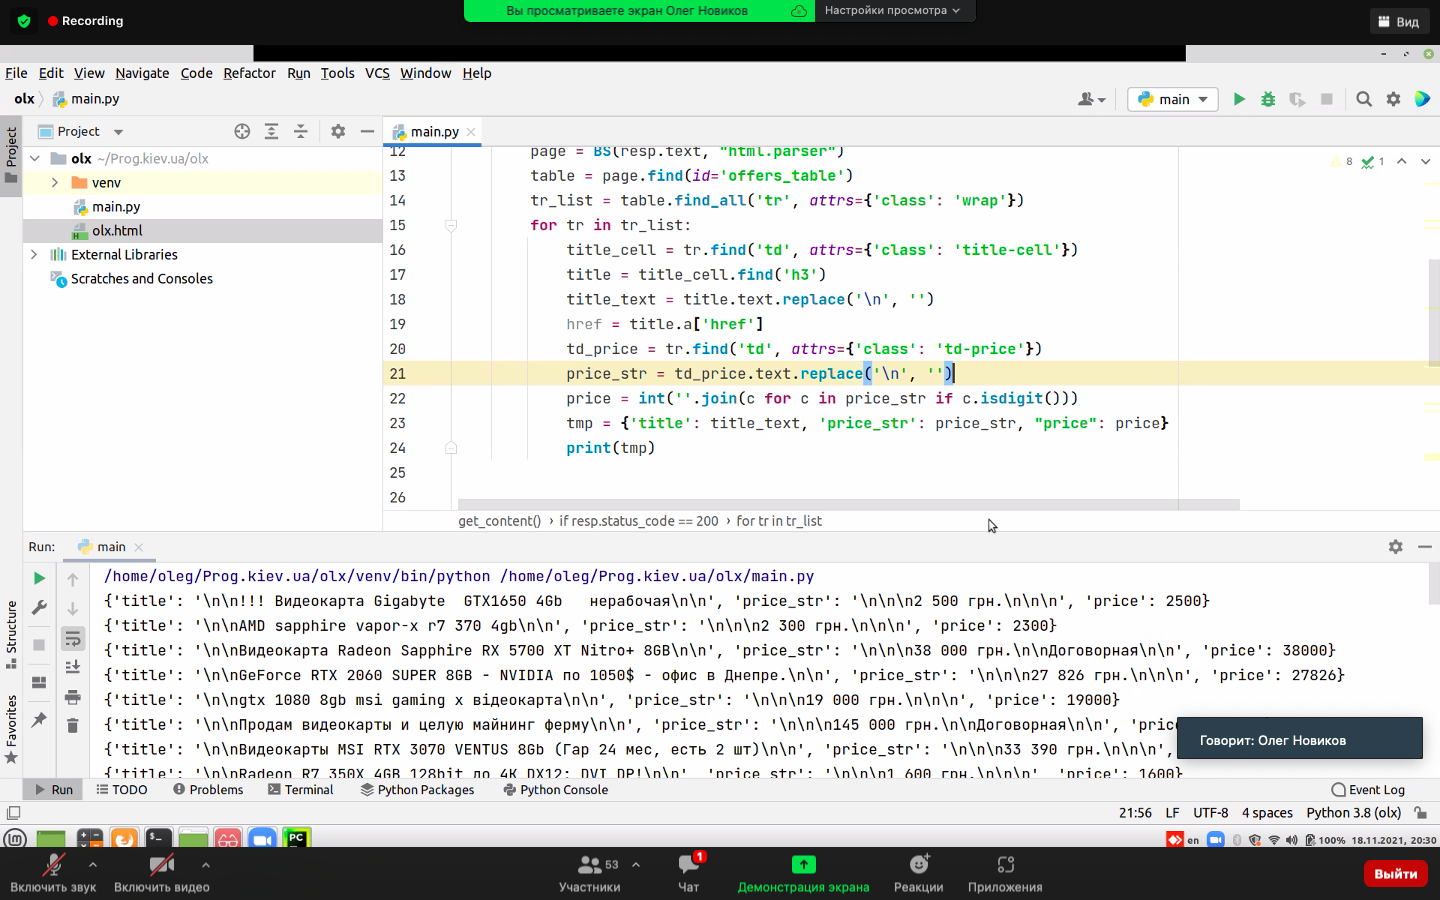 Recording
Вы просматриваете экран Олег Новиков
Настройки просмотра
Вид
File Edit View Navigate Code Refactor Run Tools VCS Window Help
olx main.py
main
Project
Project
main.py
olx ~/Prog.kiev.ua/olx
venv
main.py
olx.html
External Libraries
Scratches and Consoles
8 1
12 page = BS(resp.text, "html.parser")
13 table = page.find(id='offers_table')
14 tr_list = table.find_all('tr', attrs={'class': 'wrap'})
15 for tr in tr_list:
16 title_cell = tr.find('td', attrs={'class': 'title-cell'})
17 title = title_cell.find('h3')
18 title_text = title.text.replace('\n', '')
19 href = title.a['href']
20 td_price = tr.find('td', attrs={'class': 'td-price'})
21 price_str = td_price.text.replace('\n', '')
22 price = int(''.join(c for c in price_str if c.isdigit()))
23 tmp = {'title': title_text, 'price_str': price_str, "price": price}
24 print(tmp)
25
26
get_content() › if resp.status_code == 200 › for tr in tr_list
Run: main
Structure
Favorites
/home/oleg/Prog.kiev.ua/olx/venv/bin/python /home/oleg/Prog.kiev.ua/olx/main.py
{'title': '\n\n!!! Видеокарта Gigabyte  GTX1650 4Gb   нерабочая\n\n', 'price_str': '\n\n\n2 500 грн.\n\n\n', 'price': 2500}
{'title': '\n\nAMD sapphire vapor-x r7 370 4gb\n\n', 'price_str': '\n\n\n2 300 грн.\n\n\n', 'price': 2300}
{'title': '\n\nВидеокарта Radeon Sapphire RX 5700 XT Nitro+ 8GB\n\n', 'price_str': '\n\n\n38 000 грн.\n\nДоговорная\n\n', 'price': 38000}
{'title': '\n\nGeForce RTX 2060 SUPER 8GB - NVIDIA по 1050$ - офис в Днепре.\n\n', 'price_str': '\n\n\n27 826 грн.\n\n\n', 'price': 27826}
{'title': '\n\ngtx 1080 8gb msi gaming x відеокарта\n\n', 'price_str': '\n\n\n19 000 грн.\n\n\n', 'price': 19000}
{'title': '\n\nПродам видеокарты и целую майнинг ферму\n\n', 'price_str': '\n\n\n145 000 грн.\n\nДоговорная\n\n', 'pric
{'title': '\n\nВидеокарты MSI RTX 3070 VENTUS 8Gb (Гар 24 мес, есть 2 шт)\n\n', 'price_str': '\n\n\n33 390 грн.\n\n\n',
{'title': '\n\nRadeon R7 350X 4GB 128bit до 4K DX12; DVI DP!\n\n', 'price_str': '\n\n\n1 600 грн.\n\n\n', 'price': 1600}
Говорит: Олег Новиков
Run TODO Problems Terminal Python Packages Python Console Event Log
21:56 LF UTF-8 4 spaces Python 3.8 (olx)
PC
en 100% 18.11.2021, 20:30
Включить звук
Включить видео
53
Участники
1
Чат
Демонстрация экрана
Реакции
Приложения
Выйти